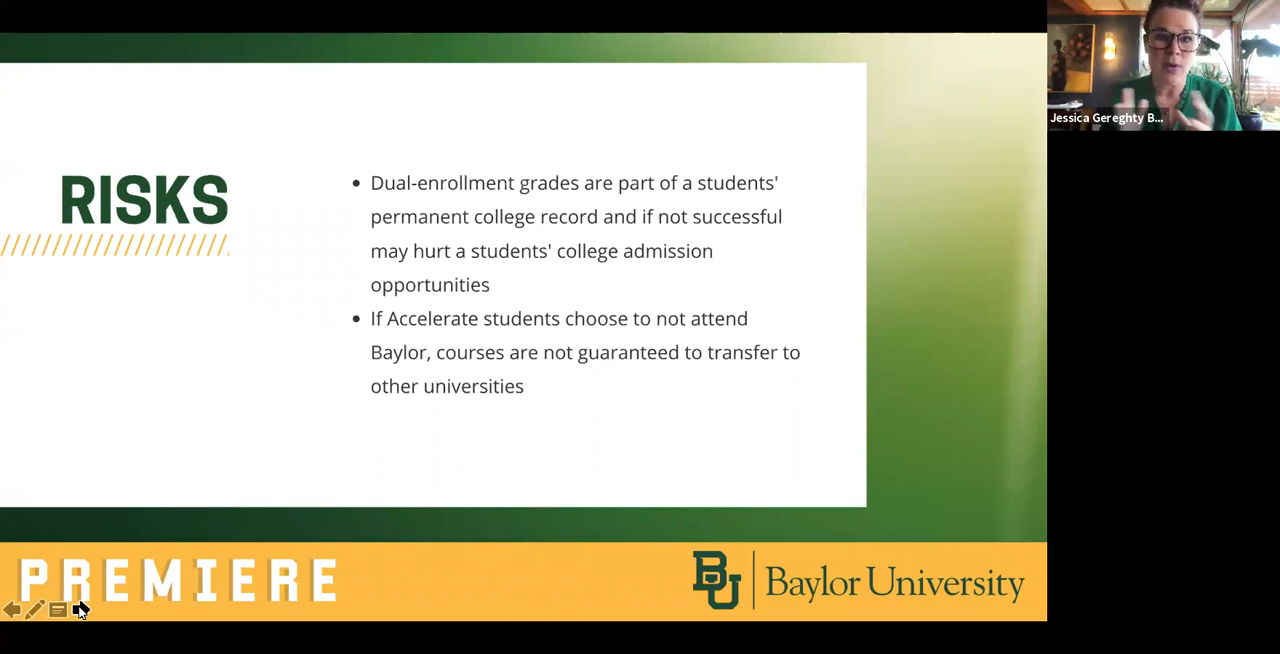 Jessica Gereghty B...
RISKS
• Dual-enrollment grades are part of a students'
permanent college record and if not successful
may hurt a students' college admission
opportunities
• If Accelerate students choose to not attend
Baylor, courses are not guaranteed to transfer to
other universities
PREMIERE
BU
Baylor University